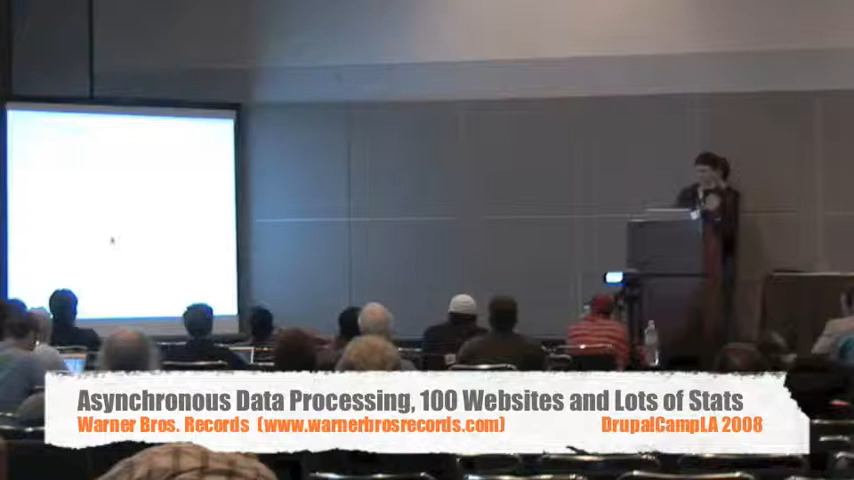 Asynchronous Data Processing, 100 Websites and Lots of Stats
Warner Bros. Records (www.warnerbrosrecords.com) DrupalCampLA 2008